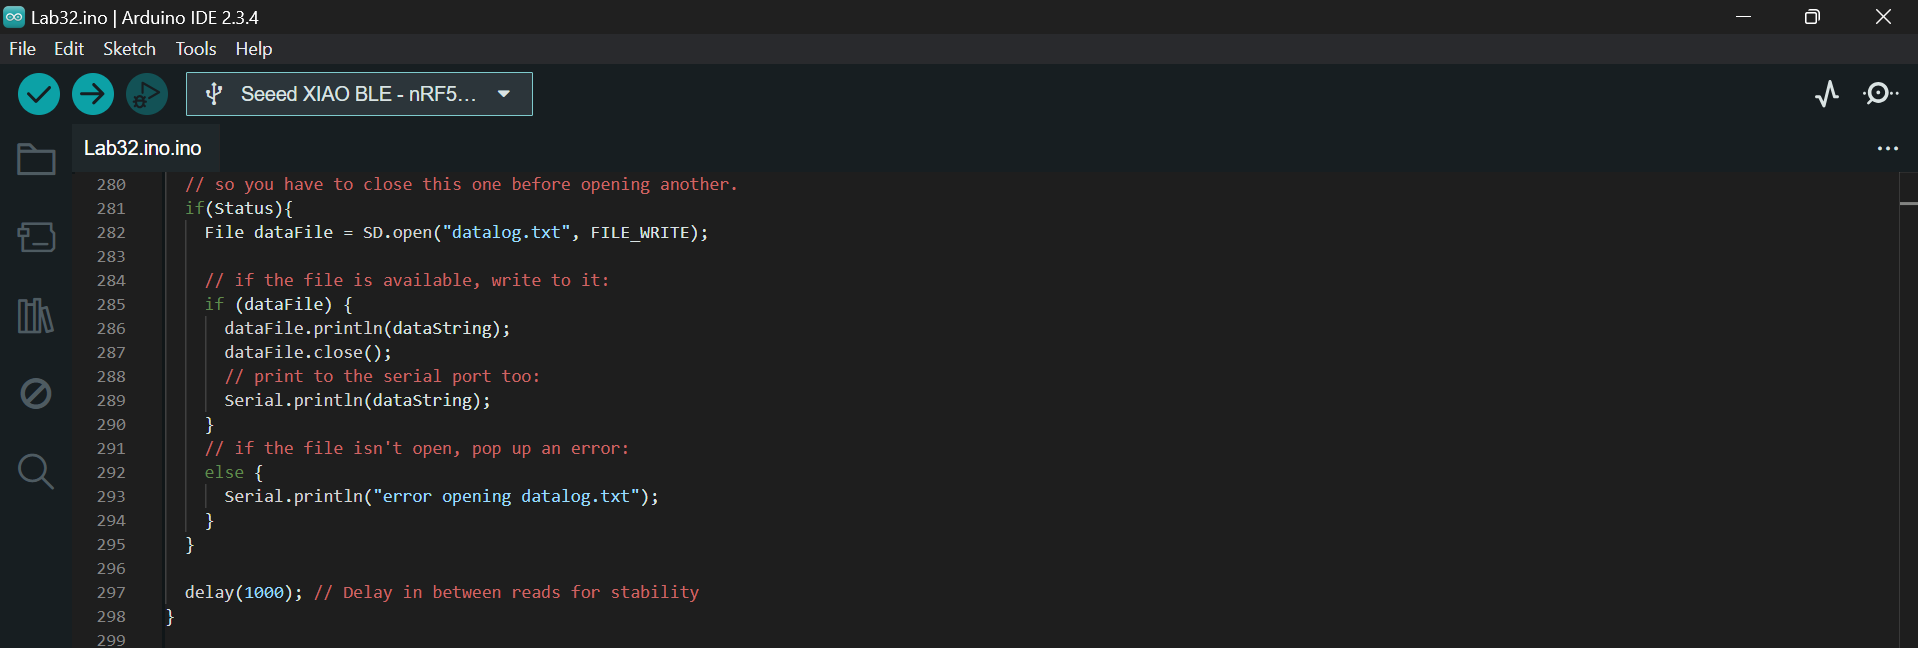 Lab32.ino | Arduino IDE 2.3.4
File Edit Sketch Tools Help
Seeed XIAO BLE - nRF5...
Lab32.ino.ino
280 // so you have to close this one before opening another.
281 if(Status){
282 File dataFile = SD.open("datalog.txt", FILE_WRITE);
283
284 // if the file is available, write to it:
285 if (dataFile) {
286 dataFile.println(dataString);
287 dataFile.close();
288 // print to the serial port too:
289 Serial.println(dataString);
290 }
291 // if the file isn't open, pop up an error:
292 else {
293 Serial.println("error opening datalog.txt");
294 }
295 }
296
297 delay(1000); // Delay in between reads for stability
298 }
299